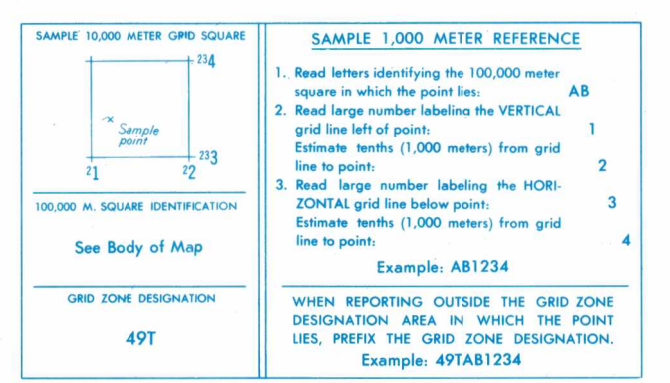 SAMPLE 10,000 METER GRID SQUARE
234
Sample
point
233
21
22
100,000 M. SQUARE IDENTIFICATION
See Body of Map
GRID ZONE DESIGNATION
49T
SAMPLE 1,000 METER REFERENCE
1. Read letters identifying the 100,000 meter
square in which the point lies: AB
2. Read large number labeling the VERTICAL
grid line left of point: 1
Estimate tenths (1,000 meters) from grid
line to point: 2
3. Read large number labeling the HORI-
ZONTAL grid line below point: 3
Estimate tenths (1,000 meters) from grid
line to point: 4
Example: AB1234
WHEN REPORTING OUTSIDE THE GRID ZONE
DESIGNATION AREA IN WHICH THE POINT
LIES, PREFIX THE GRID ZONE DESIGNATION.
Example: 49TAB1234